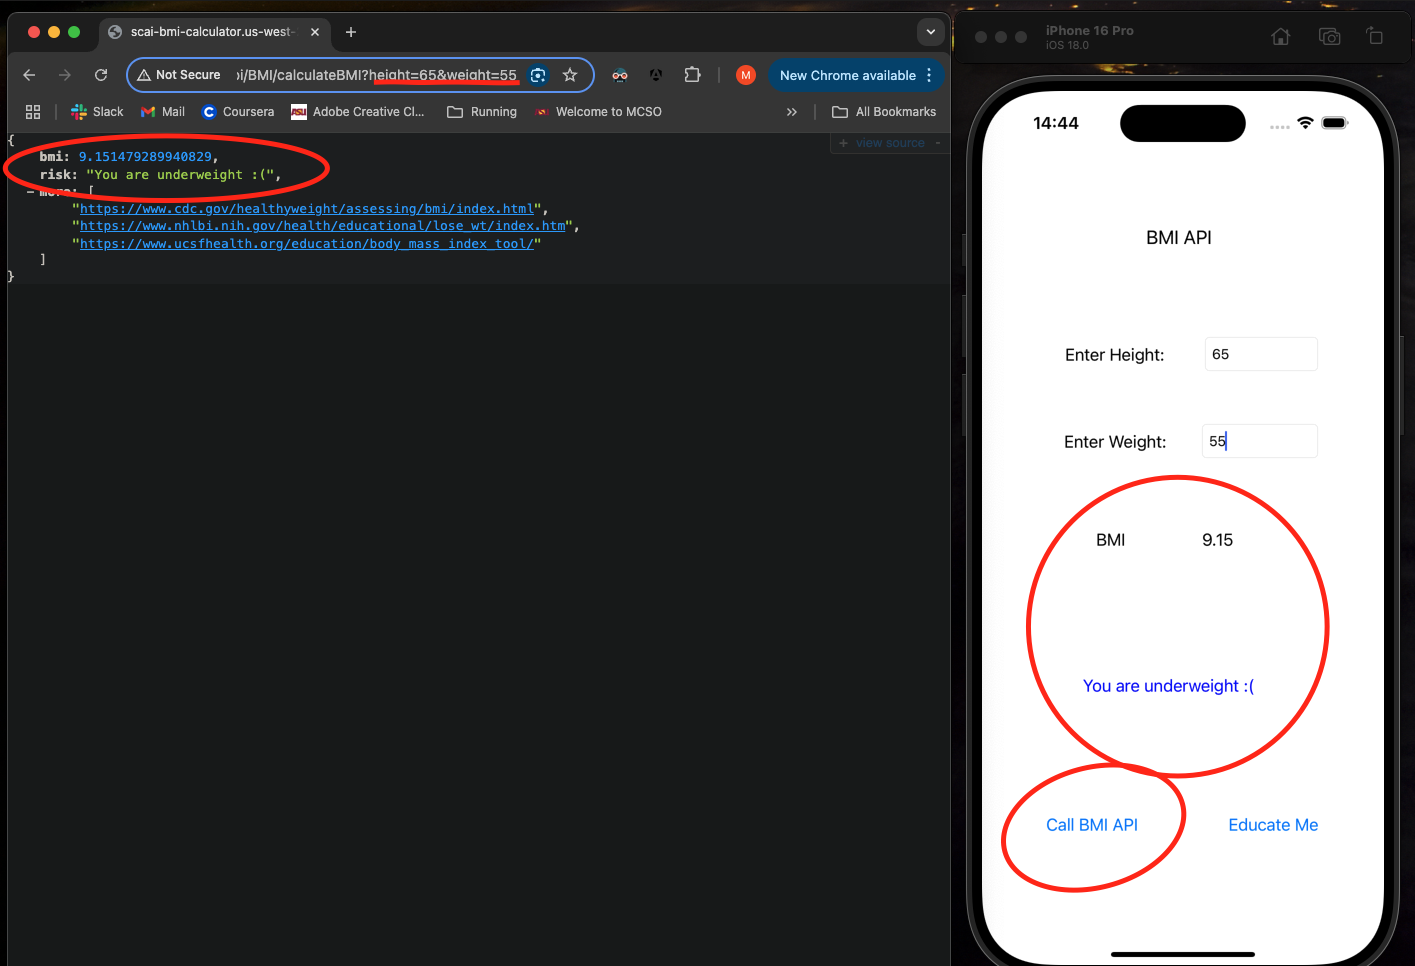 scai-bmi-calculator.us-west-
Not Secure
pi/BMI/calculateBMI?height=65&weight=55
M
New Chrome available
Slack
Mail
Coursera
Adobe Creative Cl...
Running
Welcome to MCSO
All Bookmarks
+ view source -
{
bmi: 9.151479289940829,
risk: "You are underweight :(",
[
"https://www.cdc.gov/healthyweight/assessing/bmi/index.html",
"https://www.nhlbi.nih.gov/health/educational/lose_wt/index.htm",
"https://www.ucsfhealth.org/education/body_mass_index_tool/"
]
}
iPhone 16 Pro
iOS 18.0
14:44
BMI API
Enter Height: 65
Enter Weight: 55
BMI 9.15
You are underweight :(
Call BMI API Educate Me